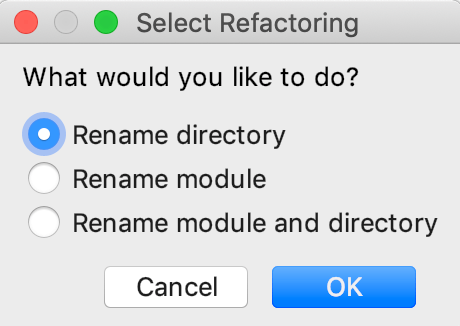 Select Refactoring
What would you like to do?
Rename directory
Rename module
Rename module and directory
Cancel OK